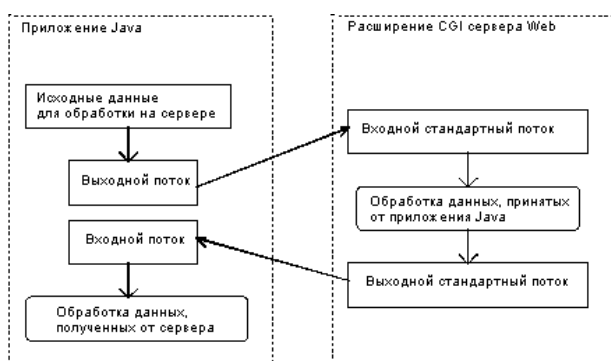 Приложение Java
Исходные данные
для обработки на сервере
Выходной поток
Входной поток
Обработка данных,
полученных от сервера
Расширение CGI сервера Web
Входной стандартный поток
Обработка данных, принятых
от приложения Java
Выходной стандартный поток